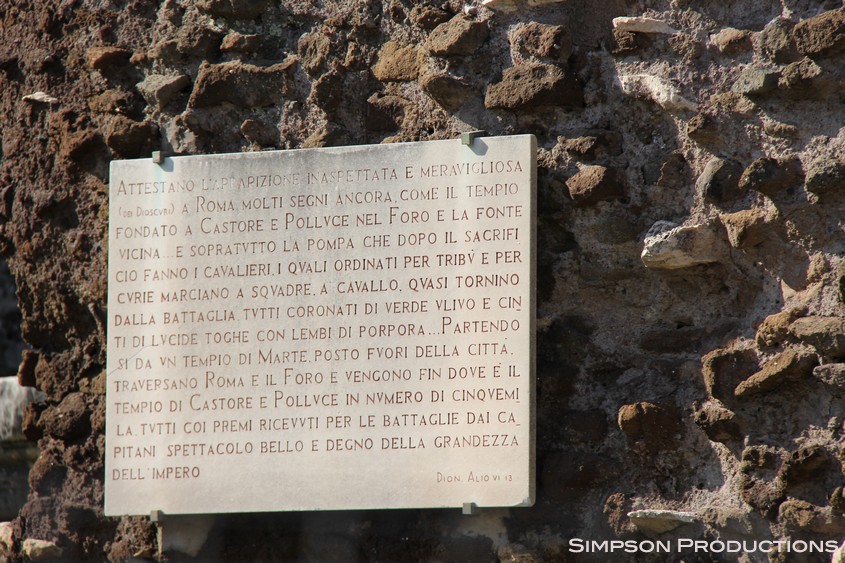 ATTESTANO L'APPARIZIONE INASPETTATA E MERAVIGLIOSA
(DEI DIOSCVRI) A ROMA, MOLTI SEGNI ANCORA, COME IL TEMPIO
FONDATO A CASTORE E POLLVCE NEL FORO E LA FONTE
VICINA... E SOPRATVTTO LA POMPA CHE DOPO IL SACRIFI
CIO FANNO I CAVALIERI, I QVALI ORDINATI PER TRIBV̀ E PER
CVRIE MARCIANO A SQVADRE, A' CAVALLO, QVASI TORNINO
DALLA BATTAGLIA, TVTTI CORONATI DI VERDE VLIVO E CIN
TI DI LVCIDE TOGHE CON LEMBI DI PORPORA... PARTENDO
SI DA VN TEMPIO DI MARTE, POSTO FVORI DELLA CITTÀ,
TRAVERSANO ROMA E IL FORO E VENGONO FIN DOVE E' IL
TEMPIO DI CASTORE E POLLVCE IN NVMERO DI CINQVEMI
LA, TVTTI COI PREMI RICEVVTI PER LE BATTAGLIE DAI CA
PITANI SPETTACOLO BELLO E DEGNO DELLA GRANDEZZA
DELL'IMPERO
DION. ALIO VI 13
SIMPSON PRODUCTIONS